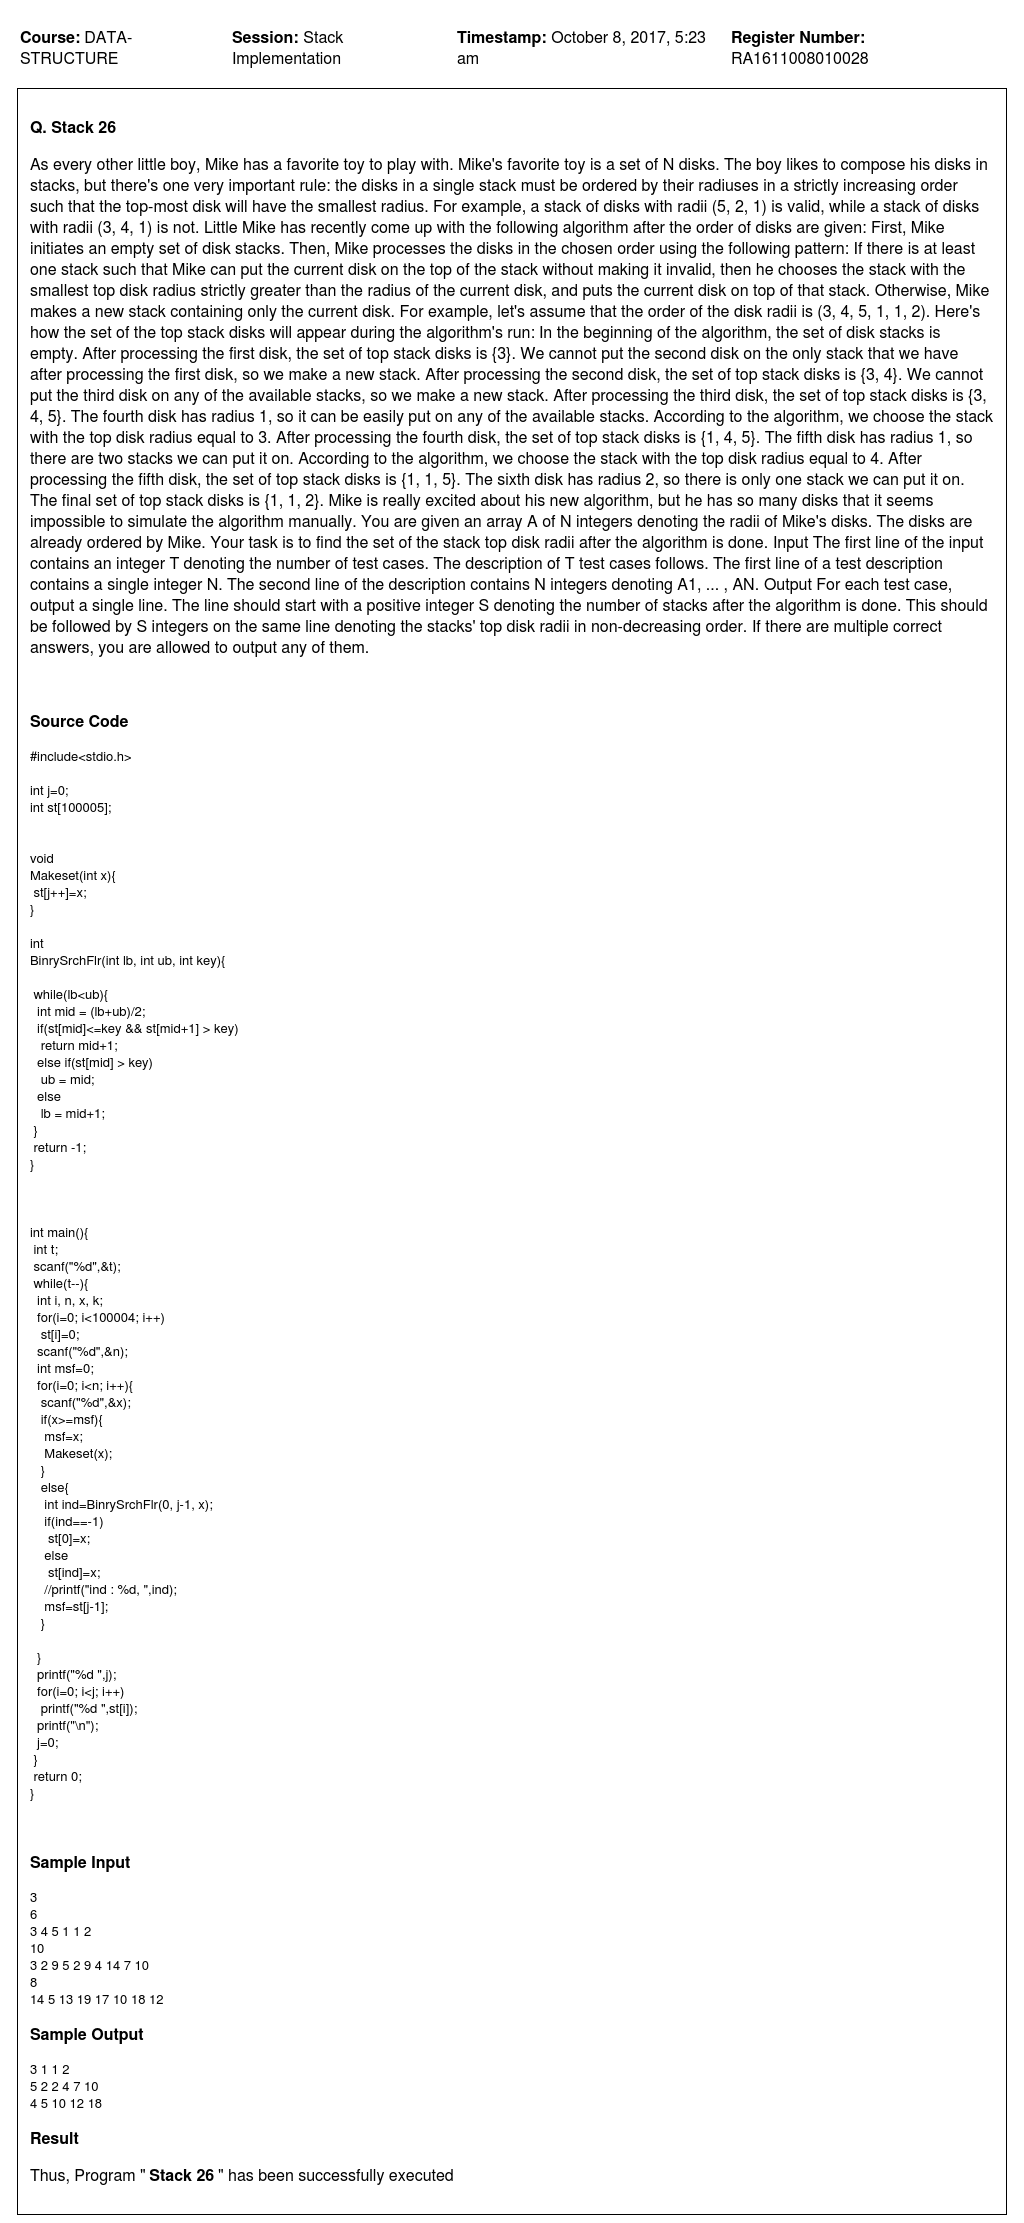 Course: DATA-
STRUCTURE
Session: Stack
Implementation
Timestamp: October 8, 2017, 5:23
am
Register Number:
RA1611008010028
Q. Stack 26
As every other little boy, Mike has a favorite toy to play with. Mike's favorite toy is a set of N disks. The boy likes to compose his disks in
stacks, but there's one very important rule: the disks in a single stack must be ordered by their radiuses in a strictly increasing order
such that the top-most disk will have the smallest radius. For example, a stack of disks with radii (5, 2, 1) is valid, while a stack of disks
with radii (3, 4, 1) is not. Little Mike has recently come up with the following algorithm after the order of disks are given: First, Mike
initiates an empty set of disk stacks. Then, Mike processes the disks in the chosen order using the following pattern: If there is at least
one stack such that Mike can put the current disk on the top of the stack without making it invalid, then he chooses the stack with the
smallest top disk radius strictly greater than the radius of the current disk, and puts the current disk on top of that stack. Otherwise, Mike
makes a new stack containing only the current disk. For example, let's assume that the order of the disk radii is (3, 4, 5, 1, 1, 2). Here's
how the set of the top stack disks will appear during the algorithm's run: In the beginning of the algorithm, the set of disk stacks is
empty. After processing the first disk, the set of top stack disks is {3}. We cannot put the second disk on the only stack that we have
after processing the first disk, so we make a new stack. After processing the second disk, the set of top stack disks is {3, 4}. We cannot
put the third disk on any of the available stacks, so we make a new stack. After processing the third disk, the set of top stack disks is {3,
4, 5}. The fourth disk has radius 1, so it can be easily put on any of the available stacks. According to the algorithm, we choose the stack
with the top disk radius equal to 3. After processing the fourth disk, the set of top stack disks is {1, 4, 5}. The fifth disk has radius 1, so
there are two stacks we can put it on. According to the algorithm, we choose the stack with the top disk radius equal to 4. After
processing the fifth disk, the set of top stack disks is {1, 1, 5}. The sixth disk has radius 2, so there is only one stack we can put it on.
The final set of top stack disks is {1, 1, 2}. Mike is really excited about his new algorithm, but he has so many disks that it seems
impossible to simulate the algorithm manually. You are given an array A of N integers denoting the radii of Mike's disks. The disks are
already ordered by Mike. Your task is to find the set of the stack top disk radii after the algorithm is done. Input The first line of the input
contains an integer T denoting the number of test cases. The description of T test cases follows. The first line of a test description
contains a single integer N. The second line of the description contains N integers denoting A1, ... , AN. Output For each test case,
output a single line. The line should start with a positive integer S denoting the number of stacks after the algorithm is done. This should
be followed by S integers on the same line denoting the stacks' top disk radii in non-decreasing order. If there are multiple correct
answers, you are allowed to output any of them.
Source Code
#include<stdio.h>
int j=0;
int st[100005];
void
Makeset(int x){
st[j++]=x;
}
int
BinrySrchFlr(int lb, int ub, int key){
while(lb<ub){
int mid = (lb+ub)/2;
if(st[mid]<=key && st[mid+1] > key)
return mid+1;
else if(st[mid] > key)
ub = mid;
else
lb = mid+1;
}
return -1;
}
int main(){
int t;
scanf("%d",&t);
while(t--){
int i, n, x, k;
for(i=0; i<100004; i++)
st[i]=0;
scanf("%d",&n);
int msf=0;
for(i=0; i<n; i++){
scanf("%d",&x);
if(x>=msf){
msf=x;
Makeset(x);
}
else{
int ind=BinrySrchFlr(0, j-1, x);
if(ind==-1)
st[0]=x;
else
st[ind]=x;
//printf("ind : %d, ",ind);
msf=st[j-1];
}
}
printf("%d ",j);
for(i=0; i<j; i++)
printf("%d ",st[i]);
printf("\n");
j=0;
}
return 0;
}
Sample Input
3
6
3 4 5 1 1 2
10
3 2 9 5 2 9 4 14 7 10
8
14 5 13 19 17 10 18 12
Sample Output
3 1 1 2
5 2 2 4 7 10
4 5 10 12 18
Result
Thus, Program " Stack 26 " has been successfully executed